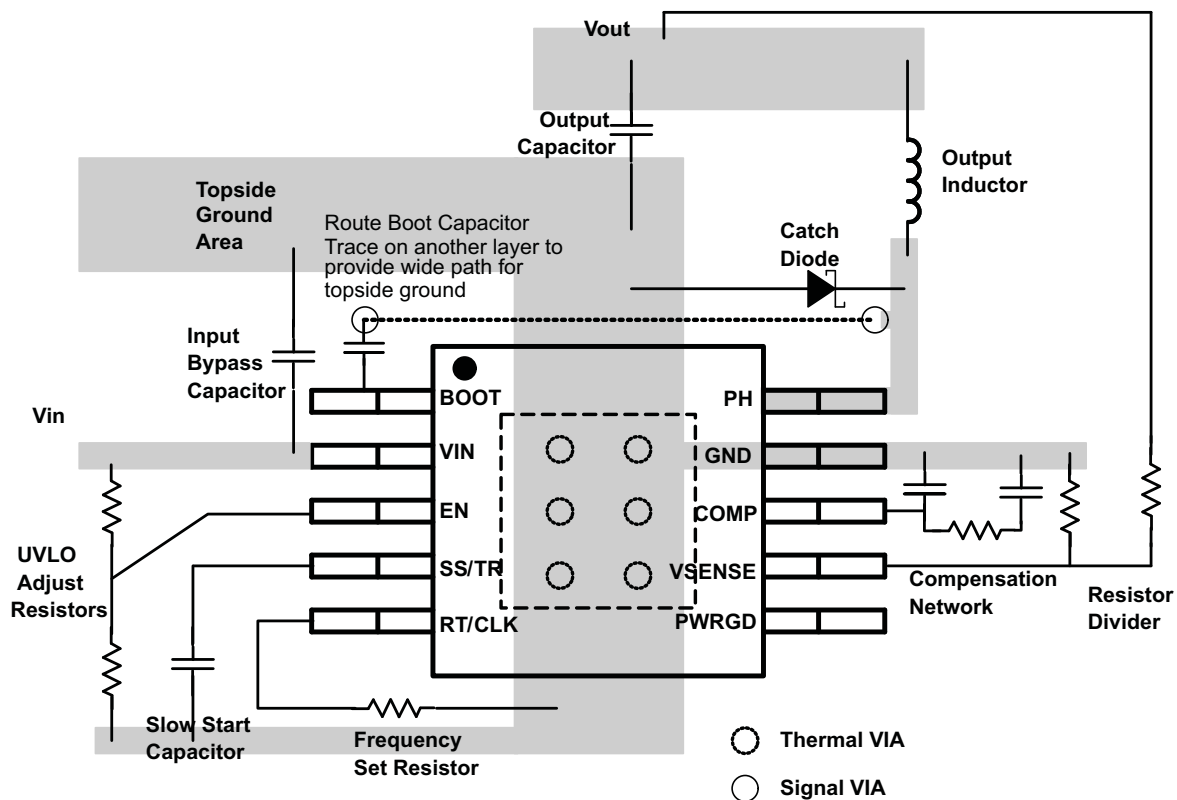 Vout
Output
Capacitor
Output
Inductor
Topside
Ground
Area
Route Boot Capacitor
Trace on another layer to
provide wide path for
topside ground
Catch
Diode
Input
Bypass
Capacitor
Vin
BOOT
VIN
EN
SS/TR
RT/CLK
PH
GND
COMP
VSENSE
PWRGD
UVLO
Adjust
Resistors
Compensation
Network
Resistor
Divider
Slow Start
Capacitor
Frequency
Set Resistor
Thermal VIA
Signal VIA